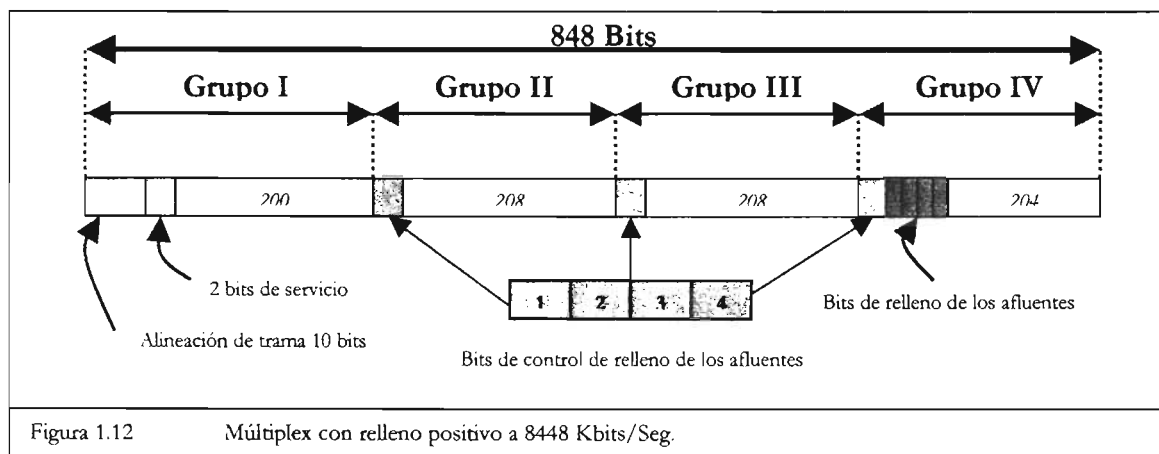 848 Bits
Grupo I Grupo II Grupo III Grupo IV
200 208 208 204
2 bits de servicio
1 2 3 4
Bits de relleno de los afluentes
Alineación de trama 10 bits
Bits de control de relleno de los afluentes
Figura 1.12 Múltiplex con relleno positivo a 8448 Kbits/Seg.